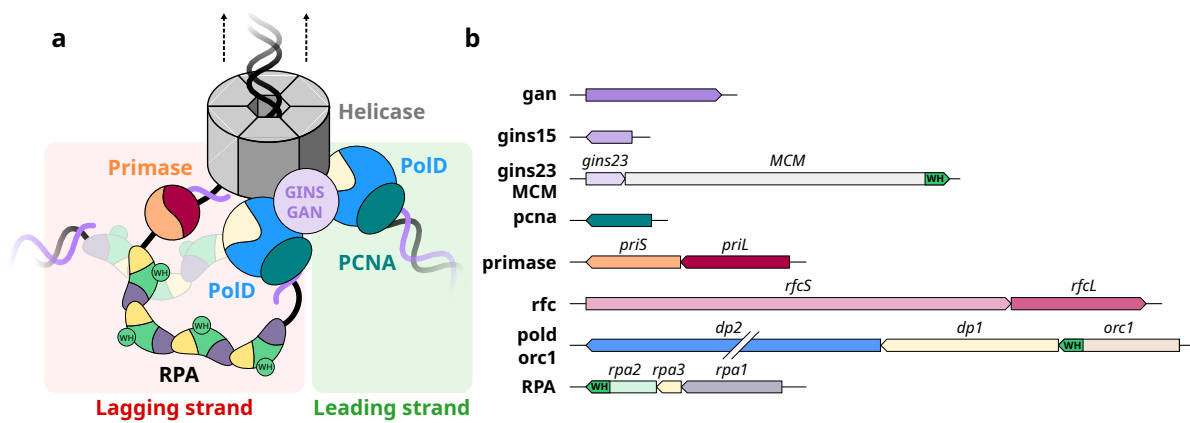 a
Helicase
Primase
PolD
GINS
GAN
PCNA
PolD
WH
WH
WH
WH
RPA
Lagging strand
Leading strand
b
gan
gins15
gins23
MCM
gins23
MCM
WH
pcna
primase
priS
priL
rfc
rfcS
rfcL
pold
orc1
dp2
dp1
orc1
WH
RPA
rpa2
rpa3
rpa1
WH